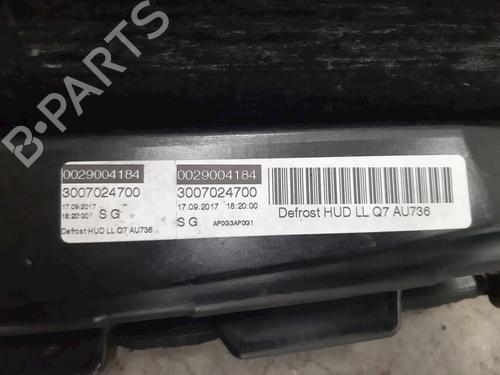 B-PARTS
0029004184
3007024700
17.09.2017
18:20:00 S G
Defrost HUD LL Q7 AU736
0029004184
3007024700
17.09.2017 18:20:00
S G AP0G3AP0G1
Defrost HUD LL Q7 AU736